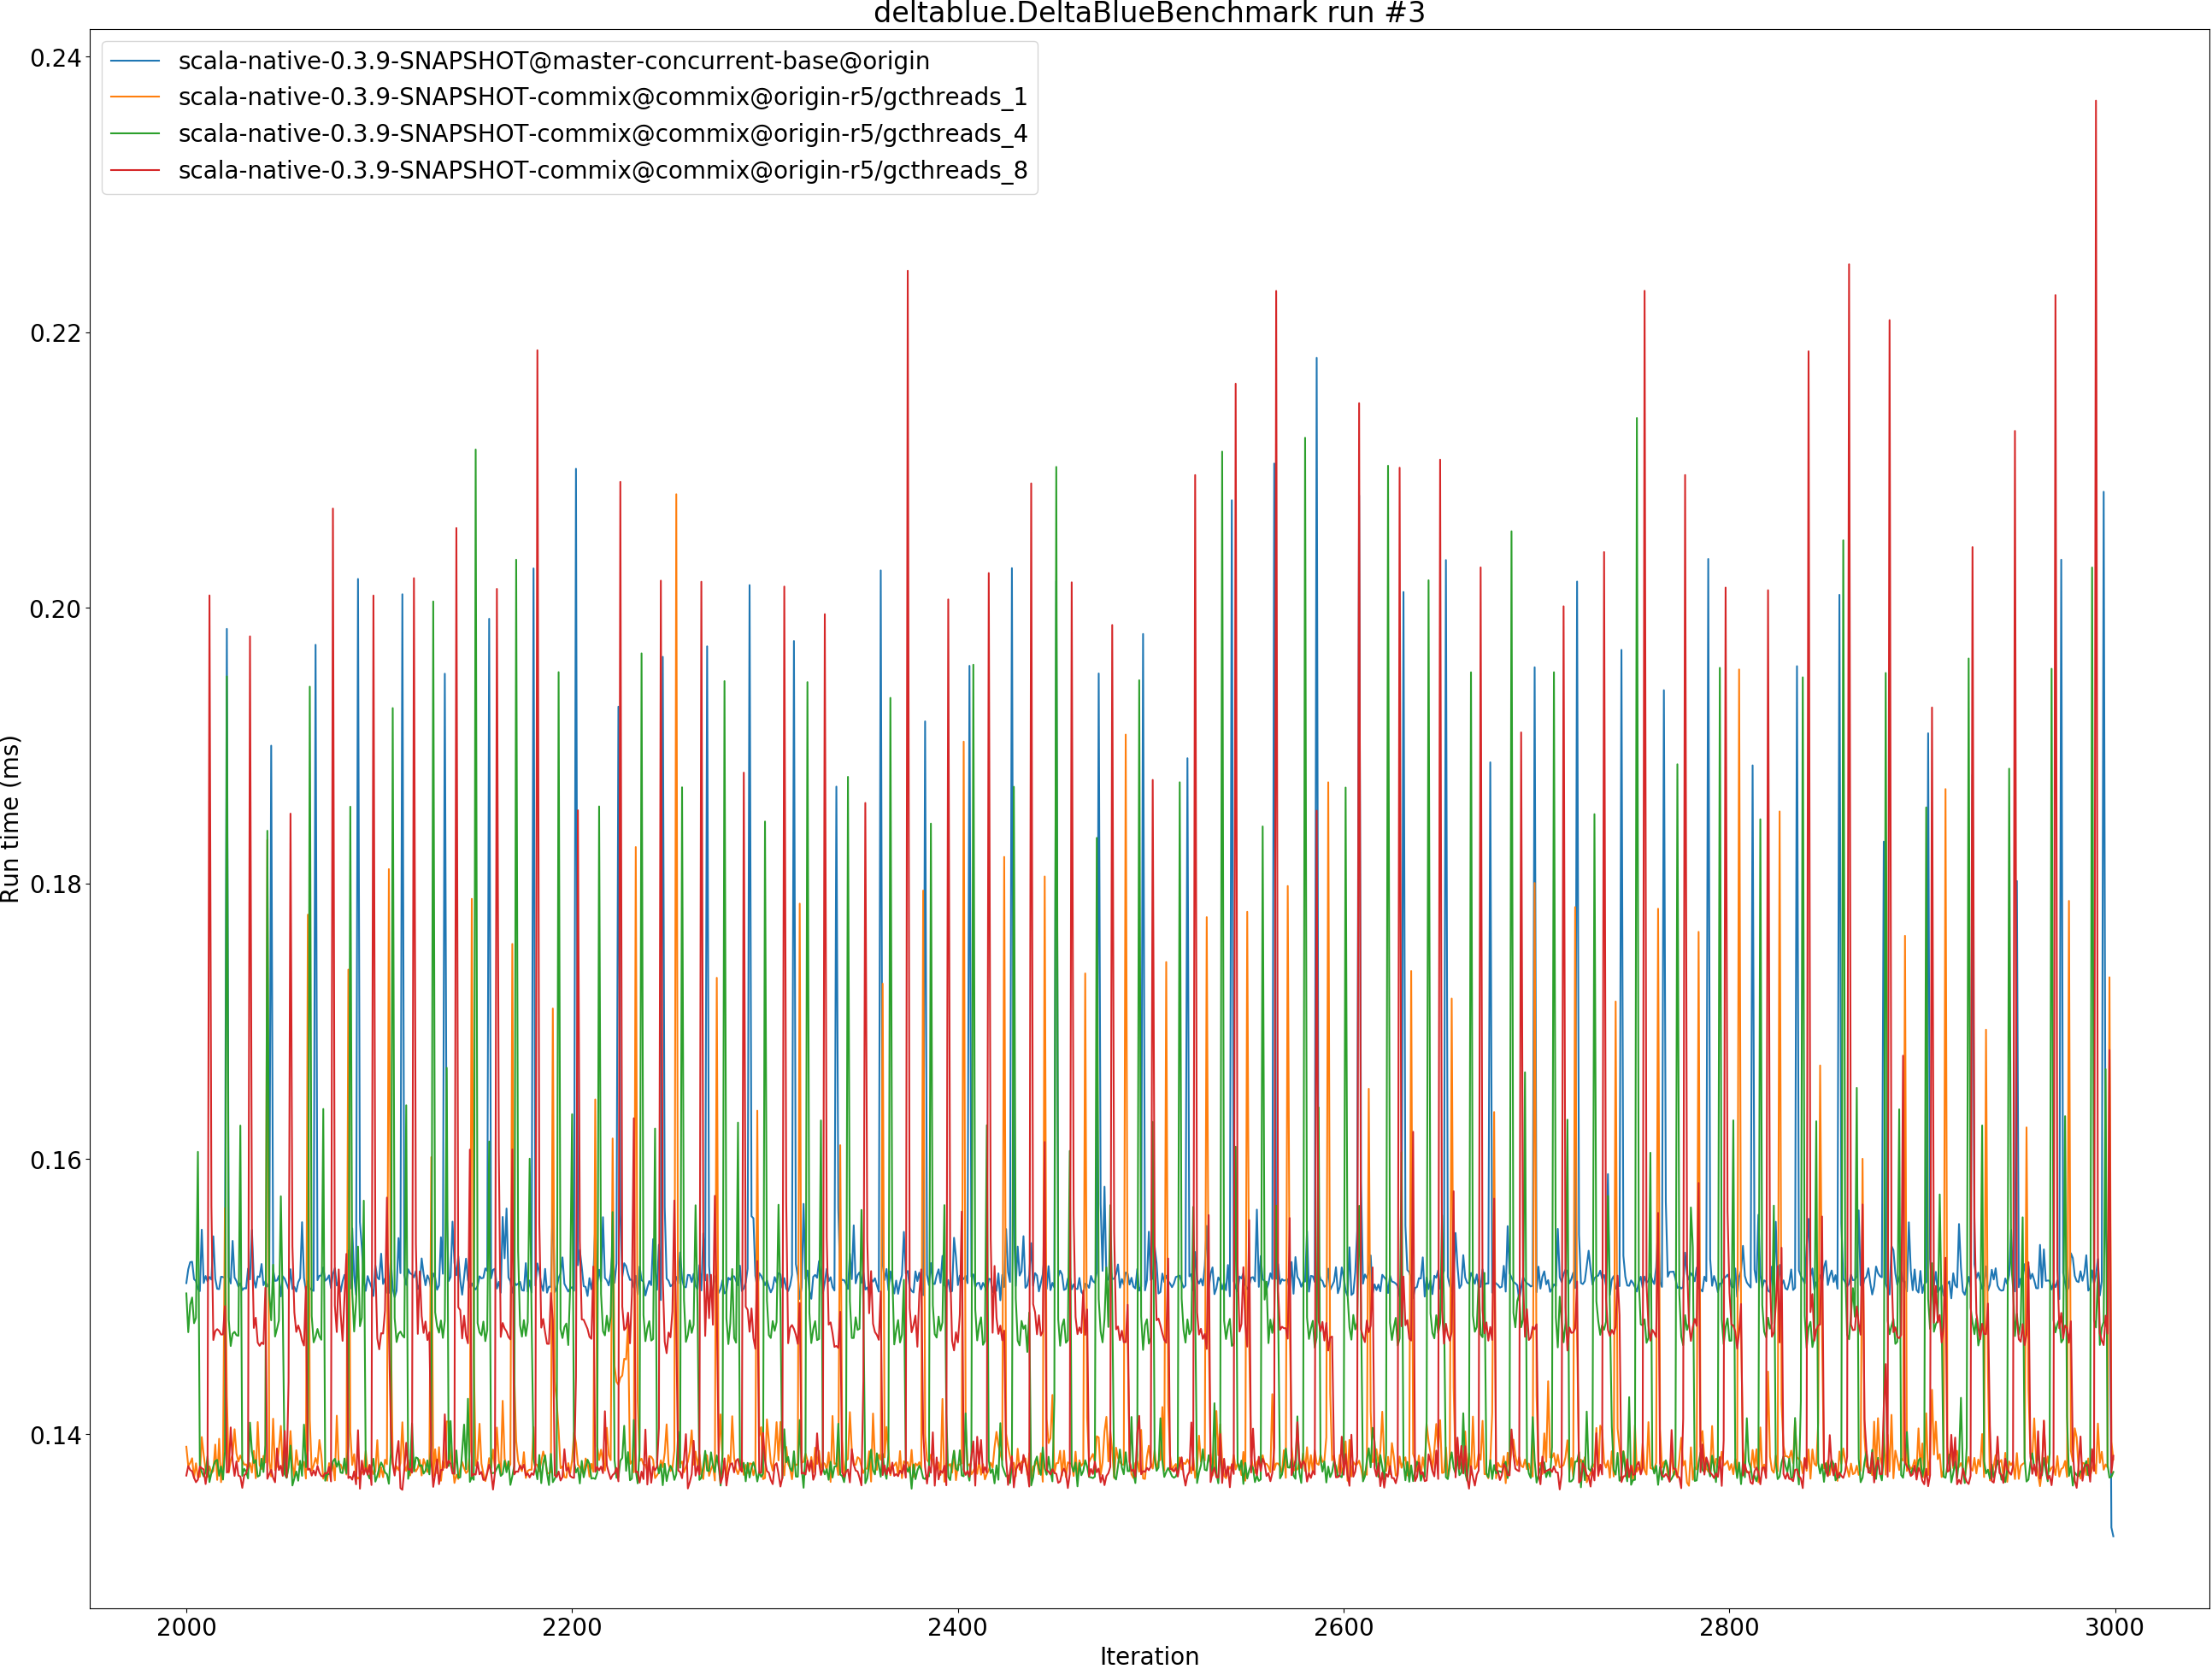 deltablue.DeltaBlueBenchmark run #3
scala-native-0.3.9-SNAPSHOT@master-concurrent-base@origin
scala-native-0.3.9-SNAPSHOT-commix@commix@origin-r5/gcthreads_1
scala-native-0.3.9-SNAPSHOT-commix@commix@origin-r5/gcthreads_4
scala-native-0.3.9-SNAPSHOT-commix@commix@origin-r5/gcthreads_8
0.24
0.22
0.20
0.18
0.16
0.14
Run time (ms)
2000 2200 2400 2600 2800 3000
Iteration